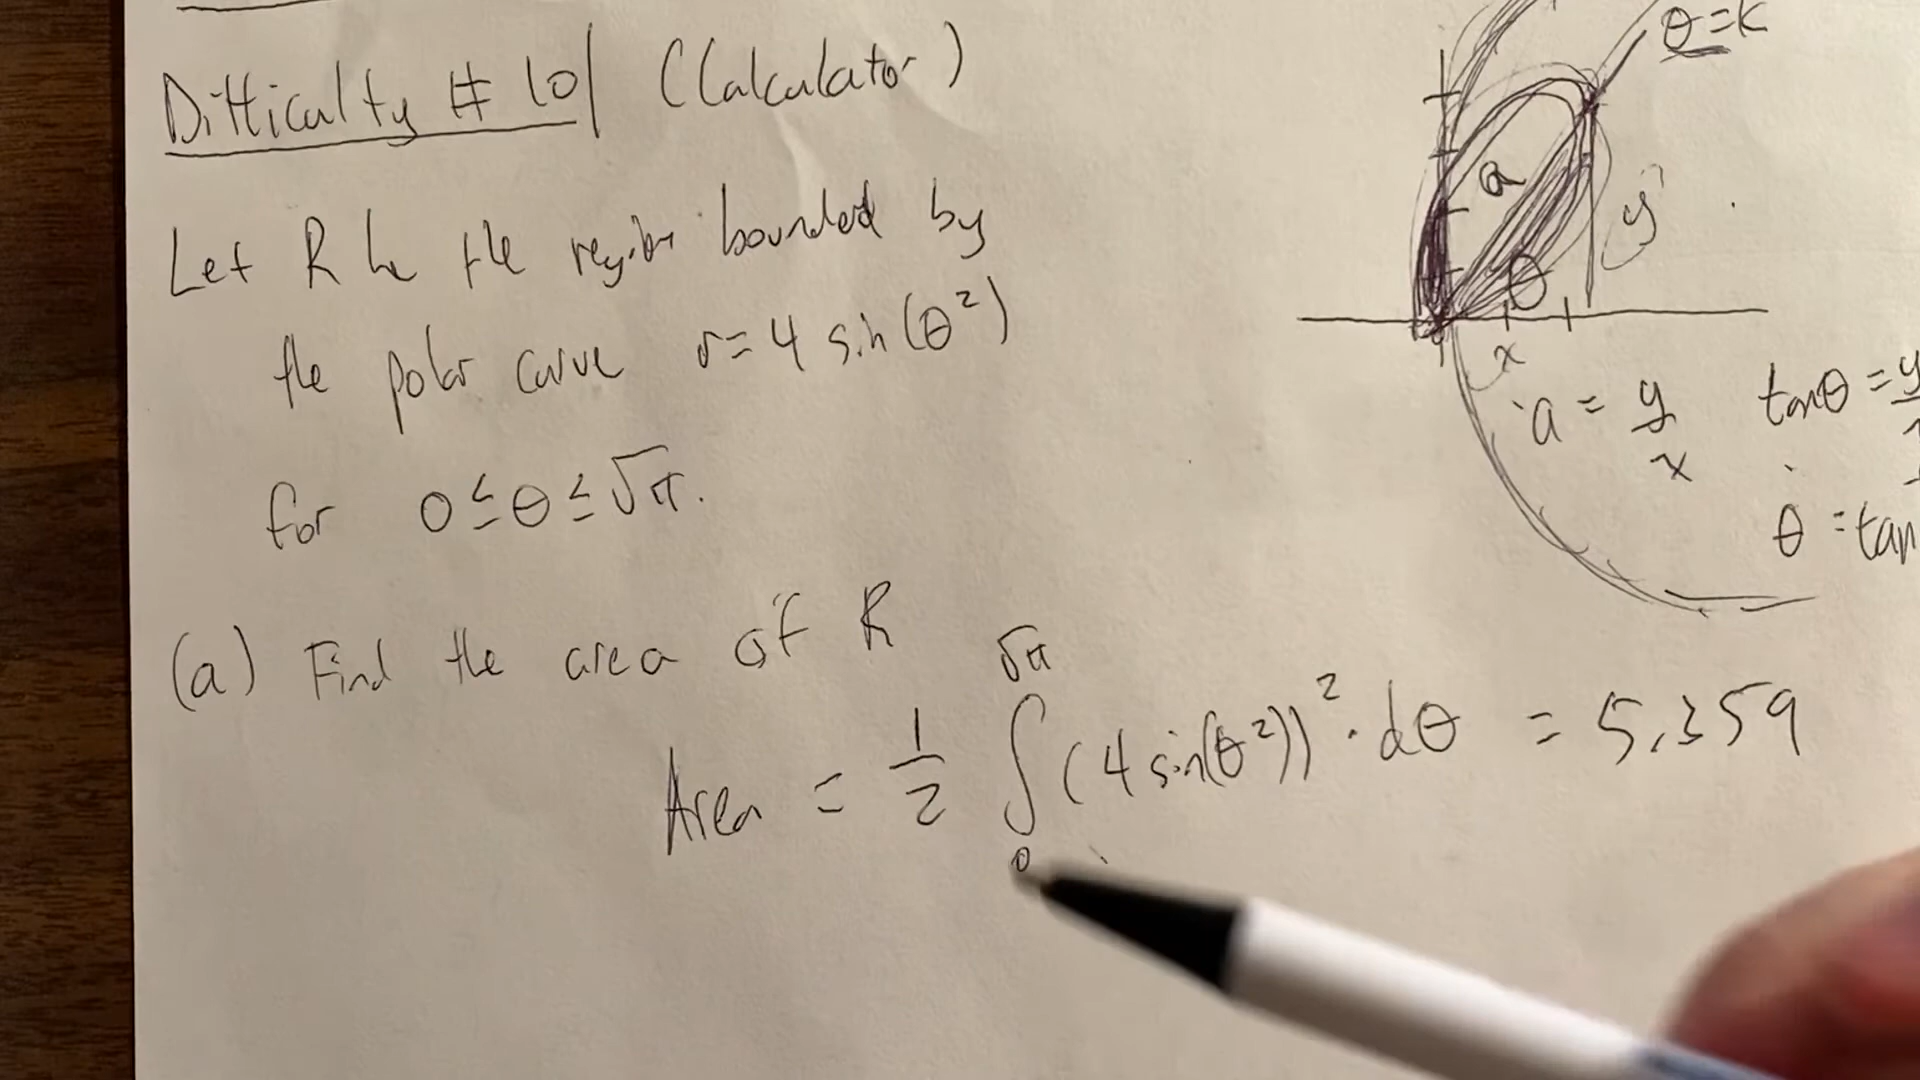 Difficulty # 10 (Calculator)
Let R be the region bounded by
the polar curve r = 4 sin(θ²)
for 0 ≤ θ ≤ √π.
(a) Find the area of R
Area = 1/2 ∫₀^√π (4 sin(θ²))² · dθ = 5.359
θ = k
a
y
θ
x
a = y/x
tanθ = y
θ = tan